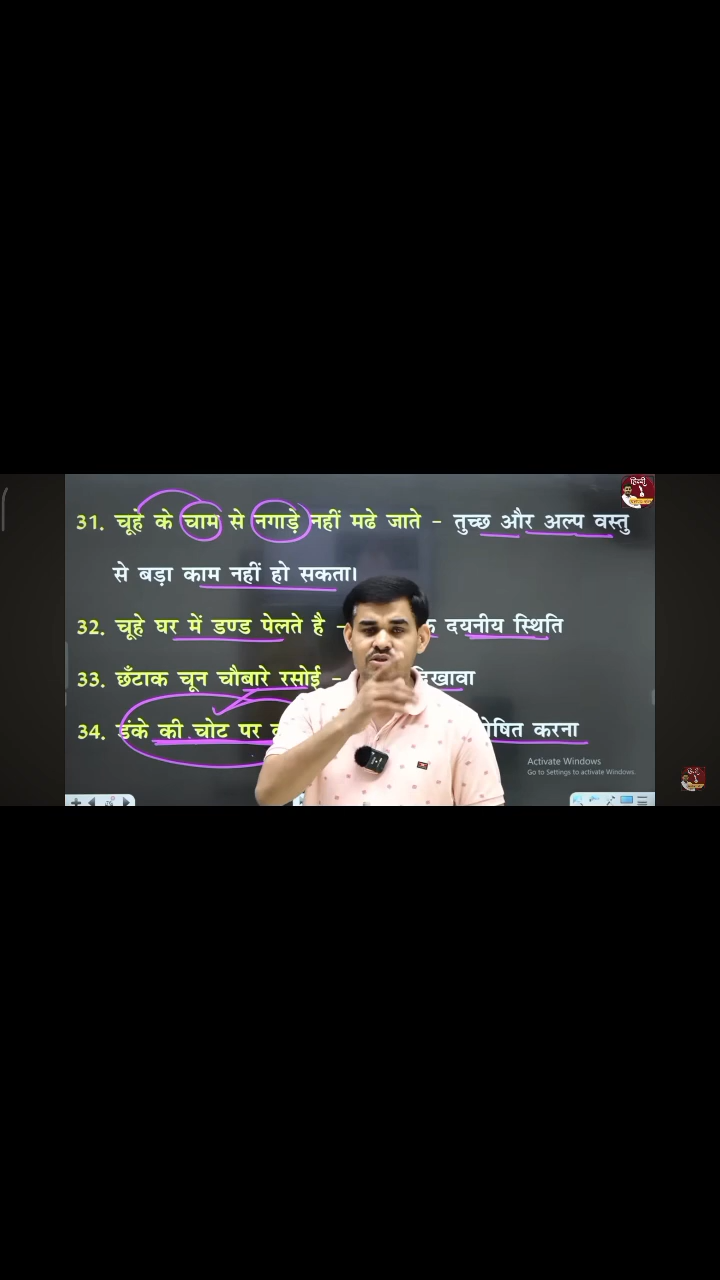 31. चूहे के चाम से नगाड़े नहीं मढे जाते - तुच्छ और अल्प वस्तु
से बड़ा काम नहीं हो सकता।
32. चूहे घर में डण्ड पेलते है - दयनीय स्थिति
33. छँटाक चून चौबारे रसोई -
34. डंके की चोट पर करना
Activate Windows
Go to Settings to activate Windows.
हिन्दी